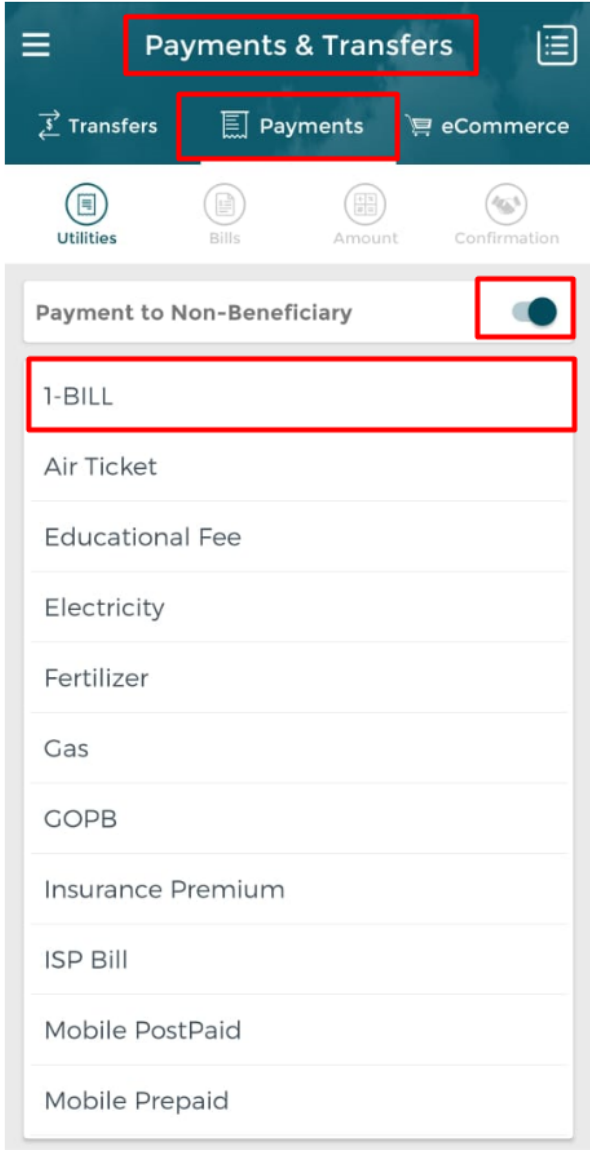 Payments & Transfers
Transfers Payments eCommerce
Utilities Bills Amount Confirmation
Payment to Non-Beneficiary
1-BILL
Air Ticket
Educational Fee
Electricity
Fertilizer
Gas
GOPB
Insurance Premium
ISP Bill
Mobile PostPaid
Mobile Prepaid